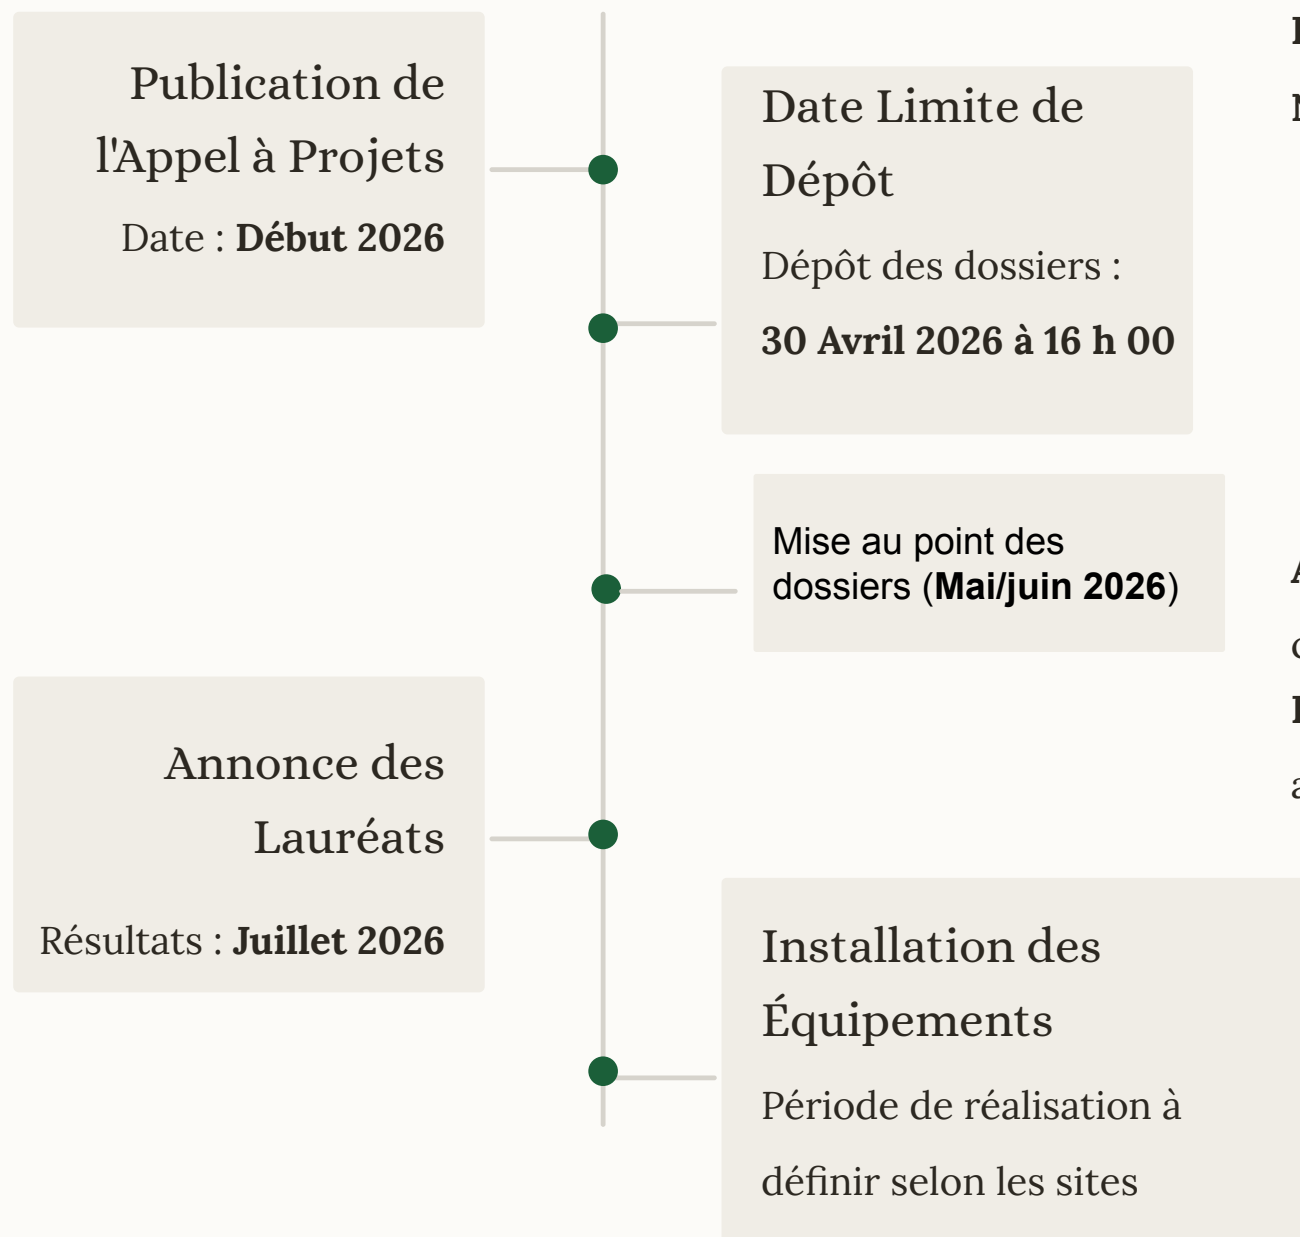 Publication de
l'Appel à Projets
Date : Début 2026
Date Limite de
Dépôt
Dépôt des dossiers :
30 Avril 2026 à 16 h 00
Mise au point des
dossiers (Mai/juin 2026)
Annonce des
Lauréats
Résultats : Juillet 2026
Installation des
Équipements
Période de réalisation à
définir selon les sites